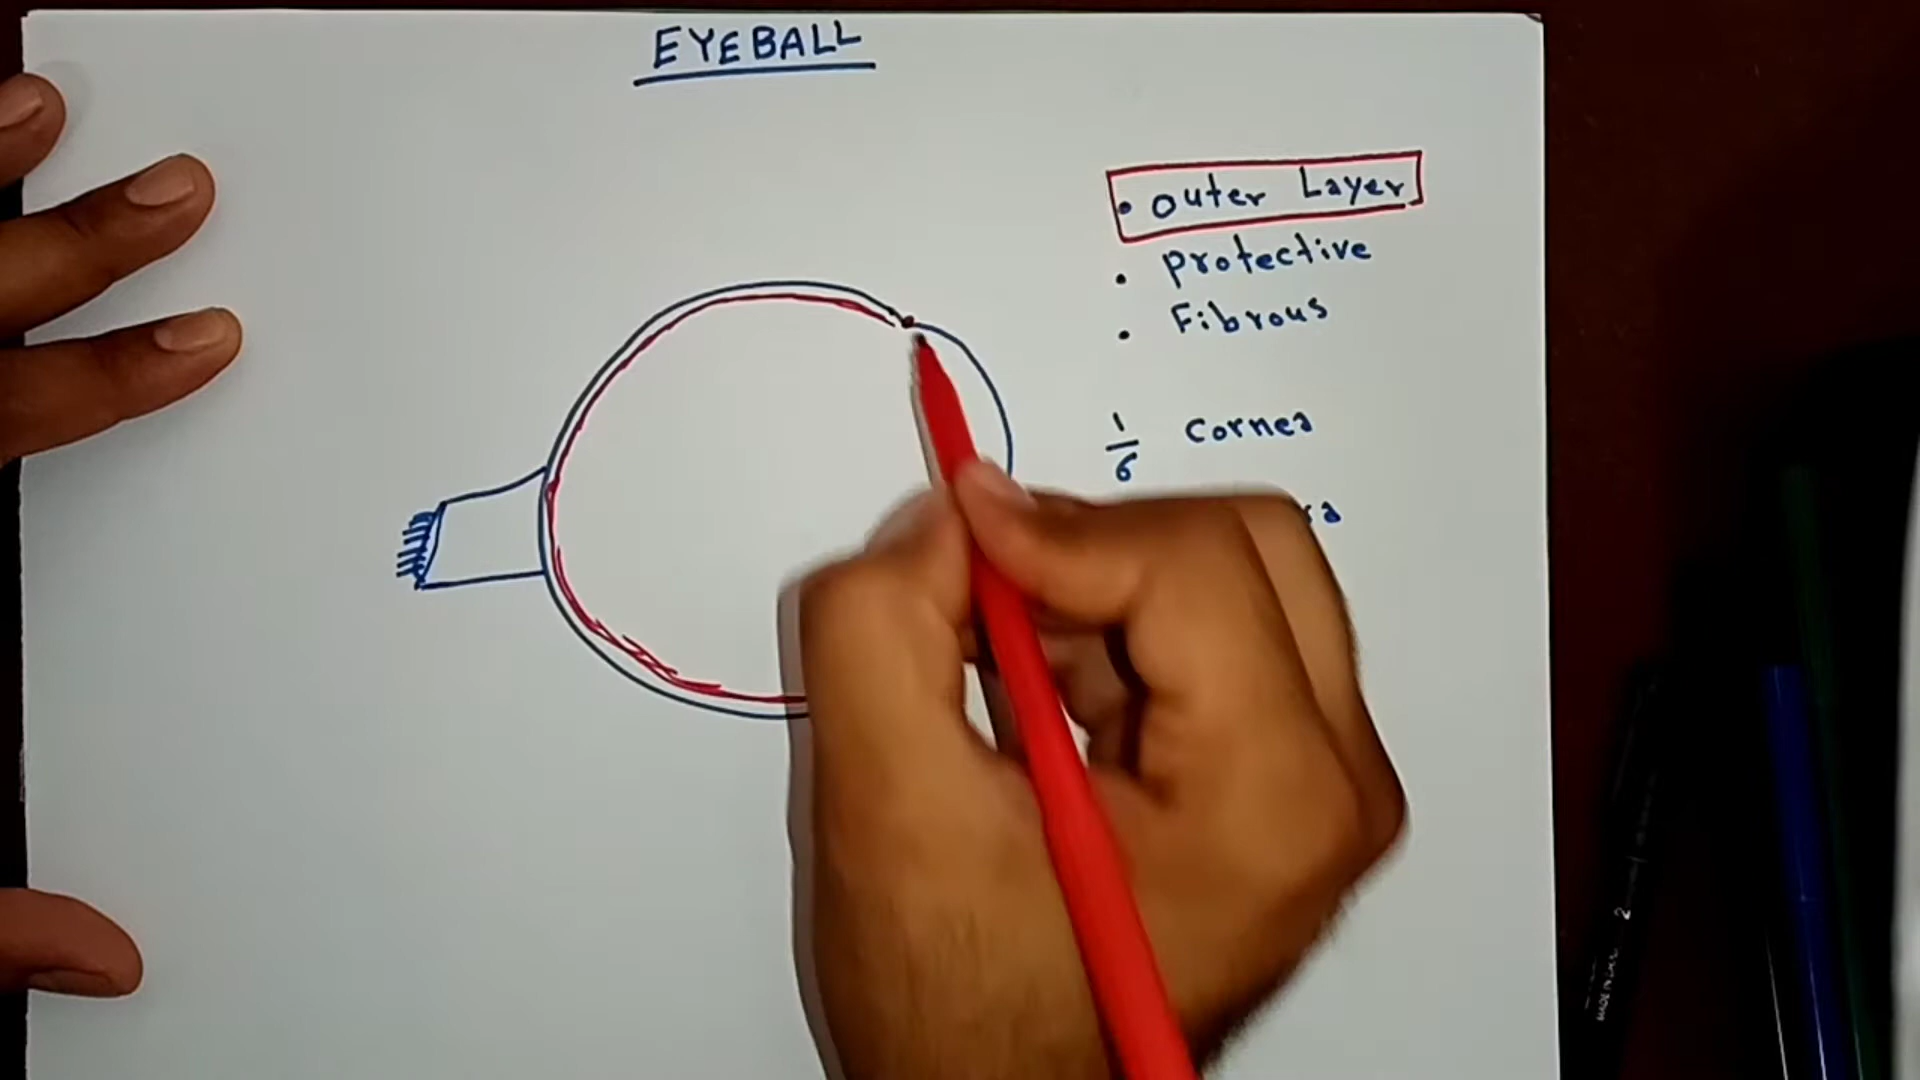 EYEBALL
• outer Layer
• protective
• Fibrous
1/6 cornea